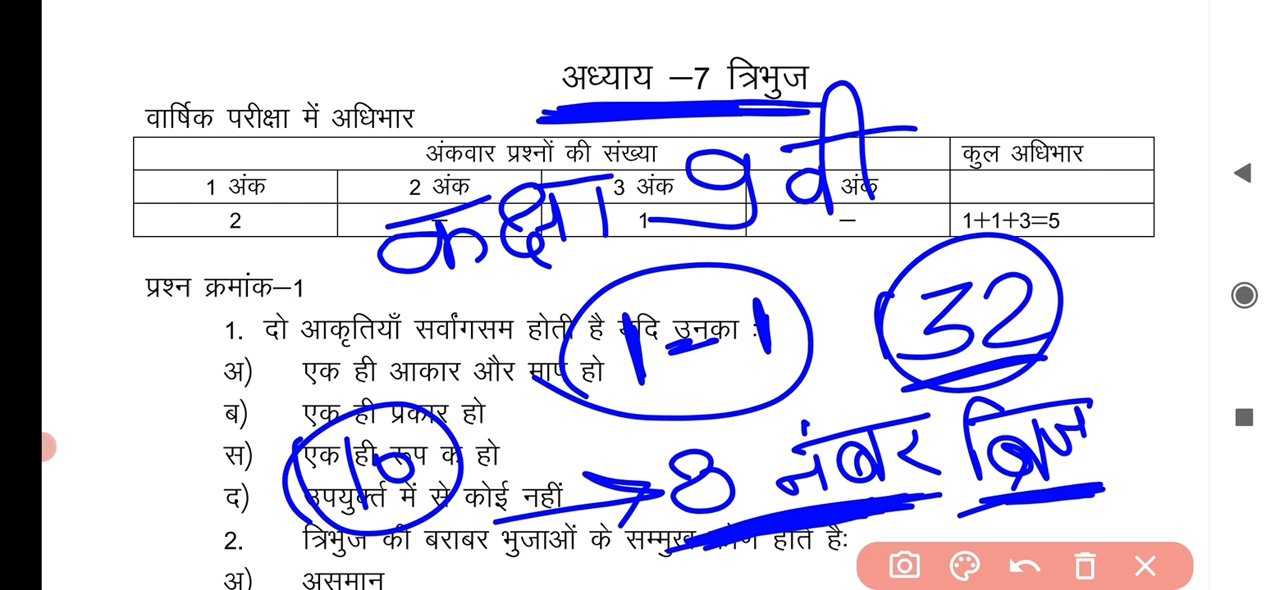 अध्याय –7 त्रिभुज
वार्षिक परीक्षा में अधिभार
अंकवार प्रश्नों की संख्या कुल अधिभार
1 अंक 2 अंक 3 अंक अंक
2 – 1 – 1+1+3=5
कक्षा 9 वी
प्रश्न क्रमांक–1
1. दो आकृतियाँ सर्वांगसम होती है यदि उनका :
1 – 1
32
अ) एक ही आकार और माप हो
ब) एक ही प्रकार हो
स) एक ही रूप के हो
10
8 नंबर
द) उपयुर्क्त में से कोई नहीं
2. त्रिभुज की बराबर भुजाओं के सम्मुख कोण होते हैः
अ) असमान